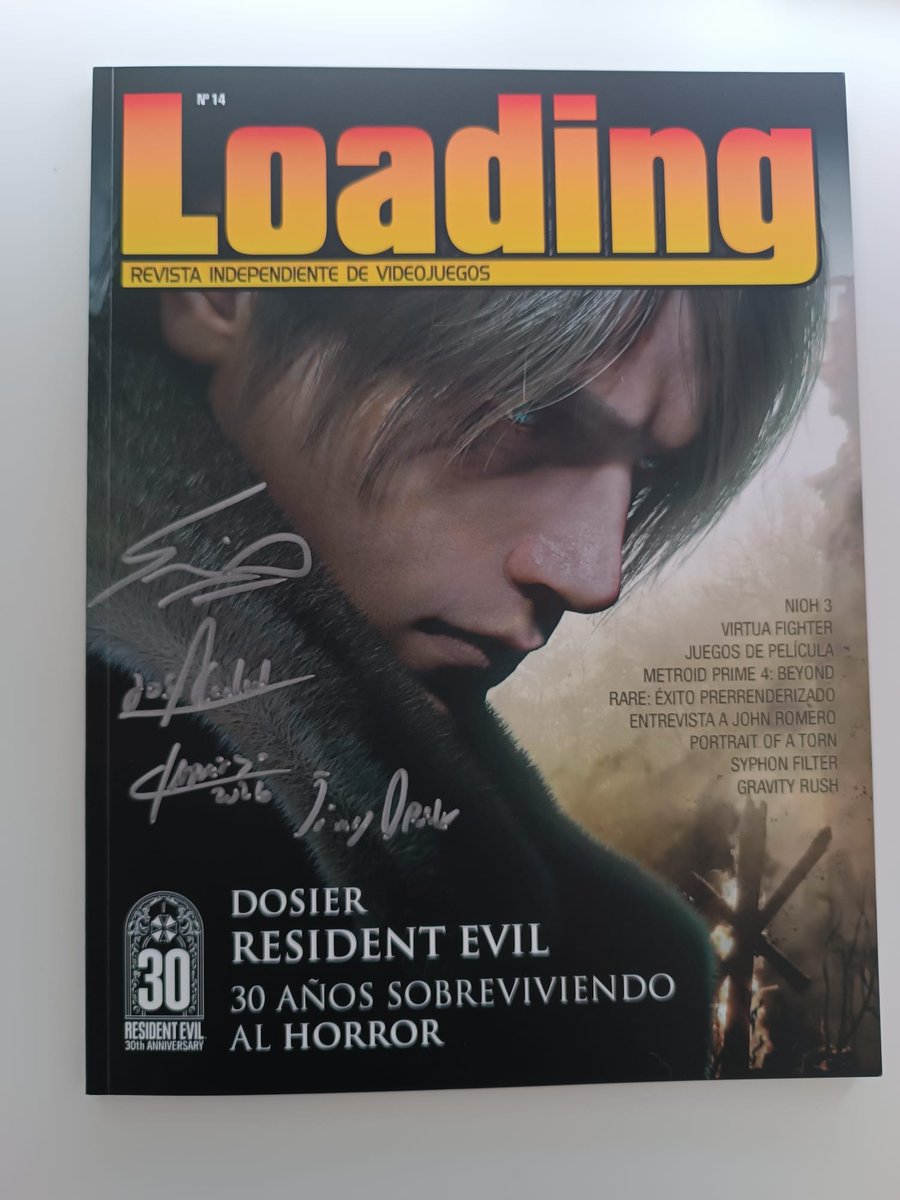 Nº 14
Loading
REVISTA INDEPENDIENTE DE VIDEOJUEGOS
NIOH 3
VIRTUA FIGHTER
JUEGOS DE PELÍCULA
METROID PRIME 4: BEYOND
RARE: ÉXITO PRERRENDERIZADO
ENTREVISTA A JOHN ROMERO
PORTRAIT OF A TORN
SYPHON FILTER
GRAVITY RUSH
2026
DOSIER
RESIDENT EVIL
30 AÑOS SOBREVIVIENDO
AL HORROR
30
RESIDENT EVIL
30th ANNIVERSARY